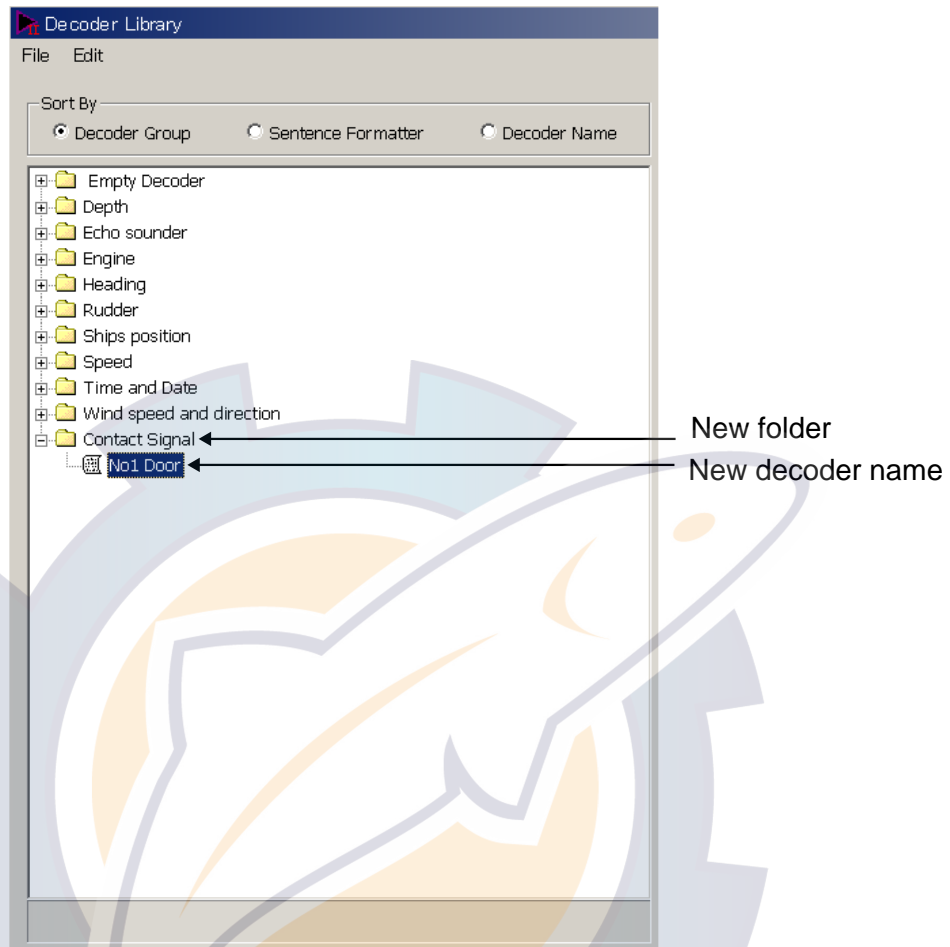 Decoder Library
File Edit
Sort By
Decoder Group Sentence Formatter Decoder Name
Empty Decoder
Depth
Echo sounder
Engine
Heading
Rudder
Ships position
Speed
Time and Date
Wind speed and direction
Contact Signal New folder
No1 Door New decoder name